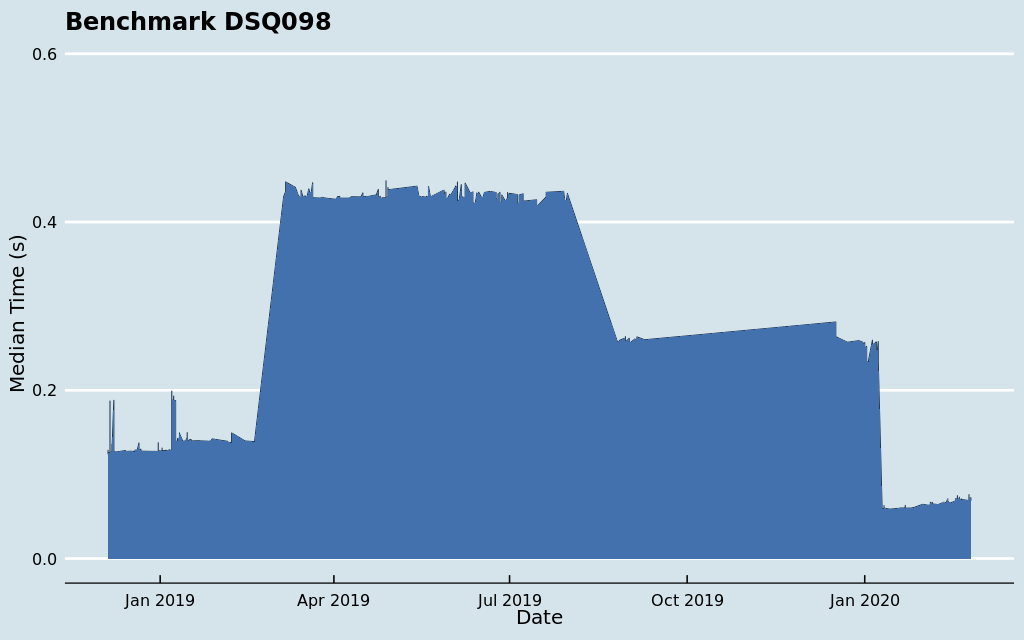 Benchmark DSQ098
0.6
0.4
0.2
0.0
Median Time (s)
Jan 2019
Apr 2019
Jul 2019
Oct 2019
Jan 2020
Date